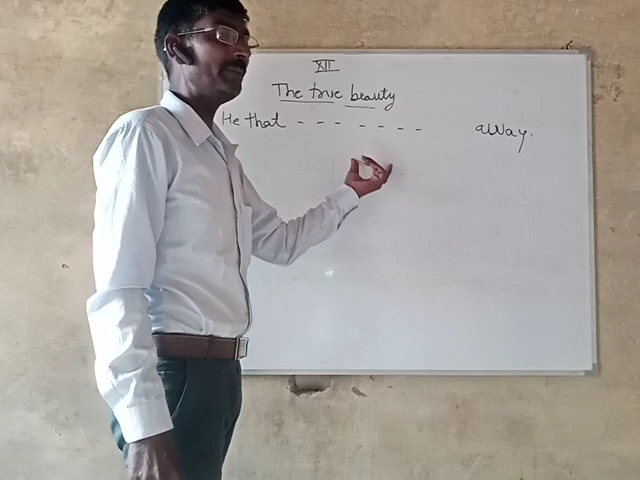 XII
The true beauty
He that - - - - - - - away.